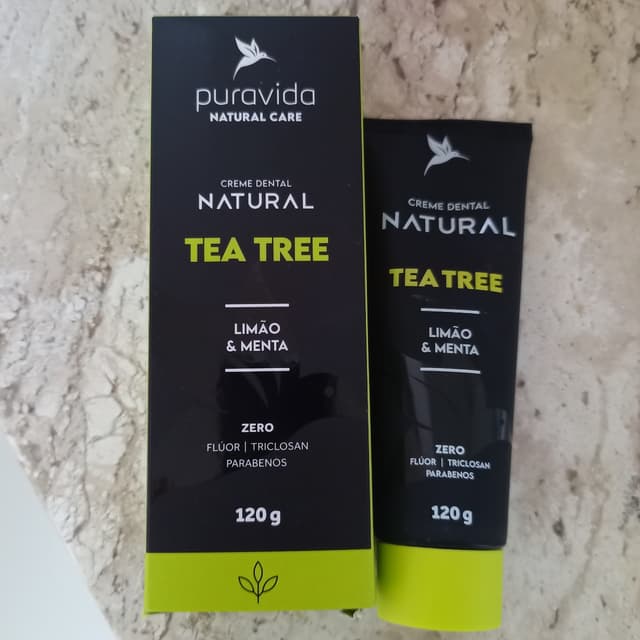 puravida
NATURAL CARE
CREME DENTAL
NATURAL
TEA TREE
LIMÃO
& MENTA
ZERO
FLÚOR | TRICLOSAN
PARABENOS
120 g
CREME DENTAL
NATURAL
TEA TREE
LIMÃO
& MENTA
ZERO
FLÚOR | TRICLOSAN
PARABENOS
120 g